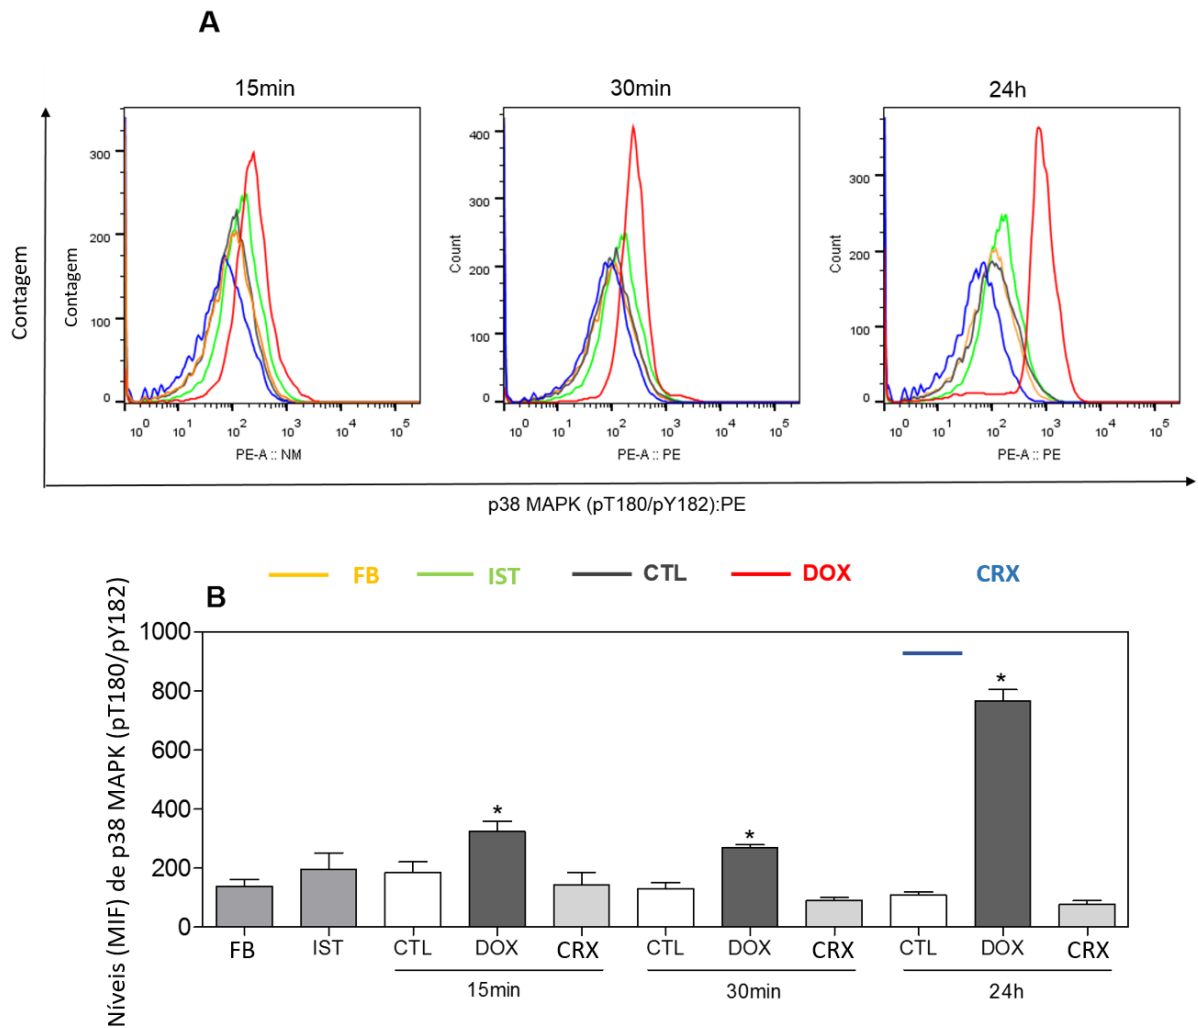 A
15min
30min
24h
Contagem
Contagem
300
200
100
0
10^0 10^1 10^2 10^3 10^4 10^5
PE-A :: NM
Count
400
300
200
100
0
10^0 10^1 10^2 10^3 10^4 10^5
PE-A :: PE
Count
300
200
100
0
10^0 10^1 10^2 10^3 10^4 10^5
PE-A :: PE
p38 MAPK (pT180/pY182):PE
FB IST CTL DOX CRX
B
Níveis (MIF) de p38 MAPK (pT180/pY182)
1000
800
600
400
200
0
* * *
FB IST CTL DOX CRX CTL DOX CRX CTL DOX CRX
15min 30min 24h